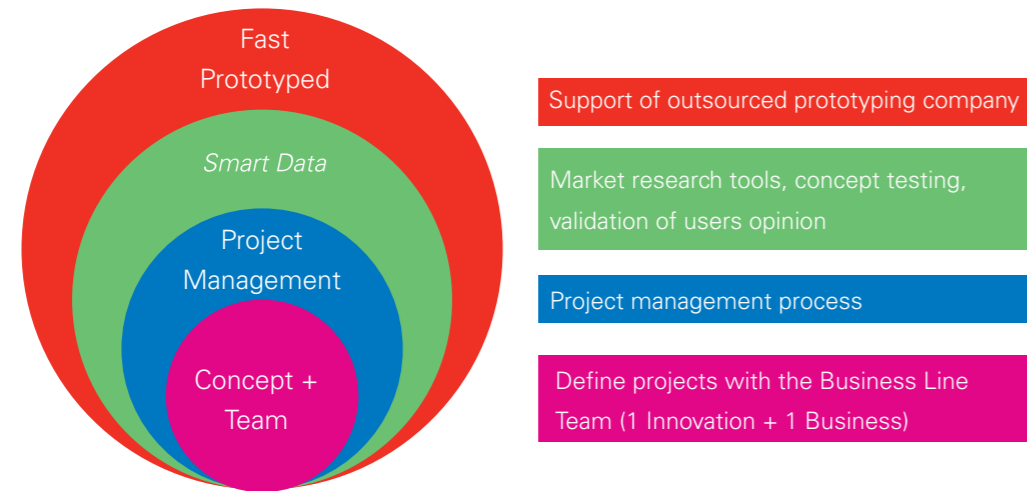 Fast
Prototyped
Smart Data
Project
Management
Concept +
Team
Support of outsourced prototyping company
Market research tools, concept testing,
validation of users opinion
Project management process
Define projects with the Business Line
Team (1 Innovation + 1 Business)